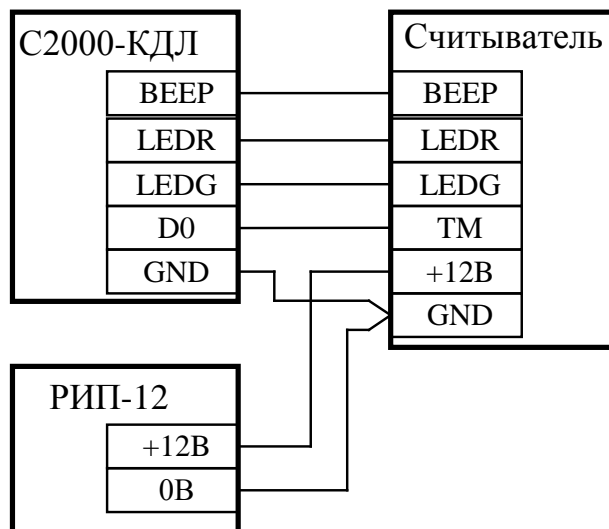 С2000-КДЛ
BEEP
LEDR
LEDG
D0
GND
Считыватель
BEEP
LEDR
LEDG
TM
+12В
GND
РИП-12
+12В
0В